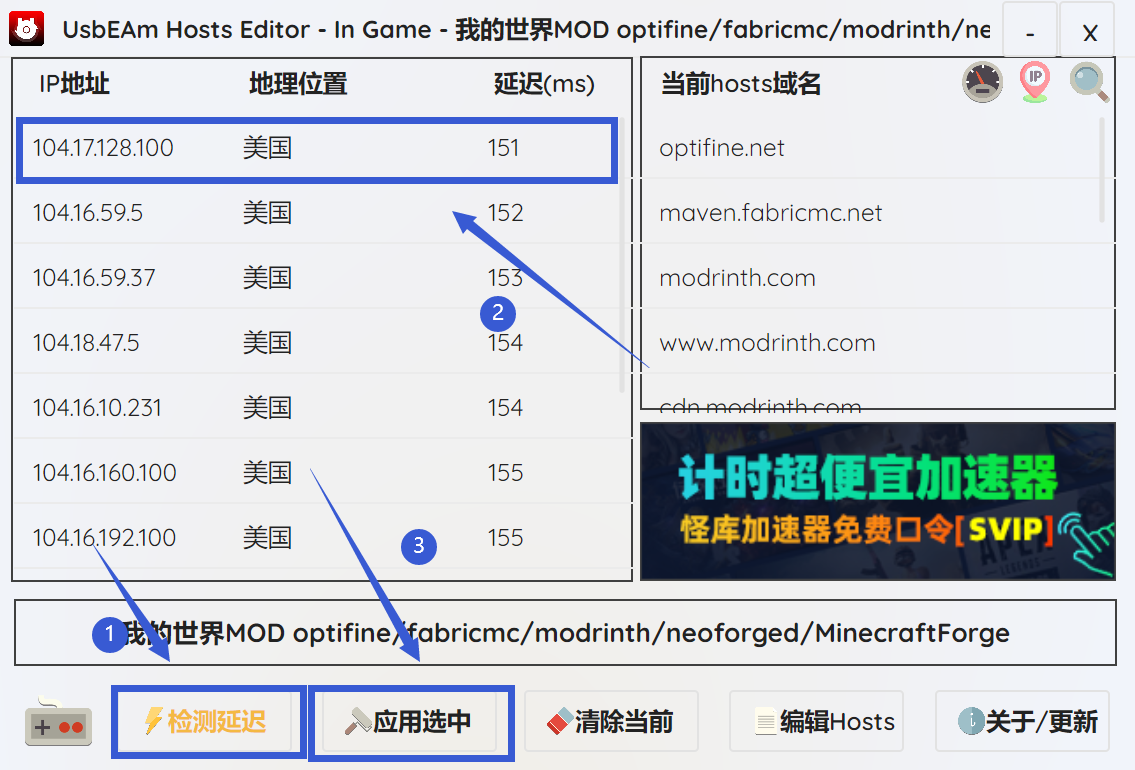 UsbEAm Hosts Editor - In Game - 我的世界MOD optifine/fabricmc/modrinth/ne
- X
IP地址 地理位置 延迟(ms)
104.17.128.100 美国 151
104.16.59.5 美国 152
104.16.59.37 美国 153
2
104.18.47.5 美国 154
104.16.10.231 美国 154
104.16.160.100 美国 155
104.16.192.100 美国 155
3
当前hosts域名
IP
optifine.net
maven.fabricmc.net
modrinth.com
www.modrinth.com
cdn.modrinth.com
计时超便宜加速器
怪库加速器免费口令[SVIP]
APEX
LEGENDS
1
我的世界MOD optifine/fabricmc/modrinth/neoforged/MinecraftForge
检测延迟 应用选中 清除当前 编辑Hosts 关于/更新